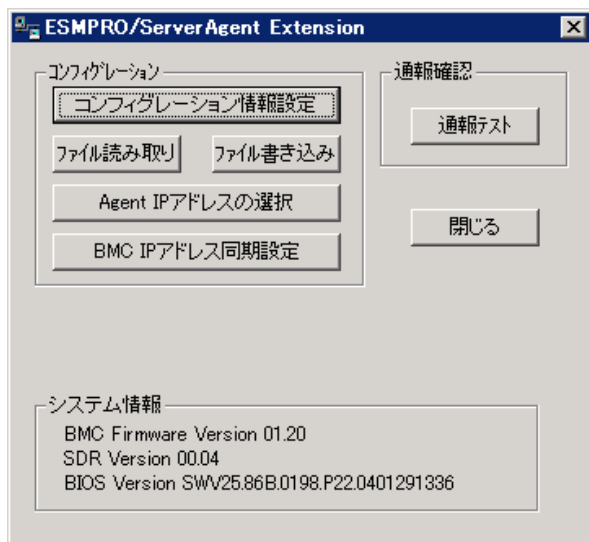 ESMPRO/ServerAgent Extension
コンフィグレーション
コンフィグレーション情報設定
ファイル読み取り
ファイル書き込み
Agent IPアドレスの選択
BMC IPアドレス同期設定
通報確認
通報テスト
閉じる
システム情報
BMC Firmware Version 01.20
SDR Version 00.04
BIOS Version SWV25.86B.0198.P22.0401291336